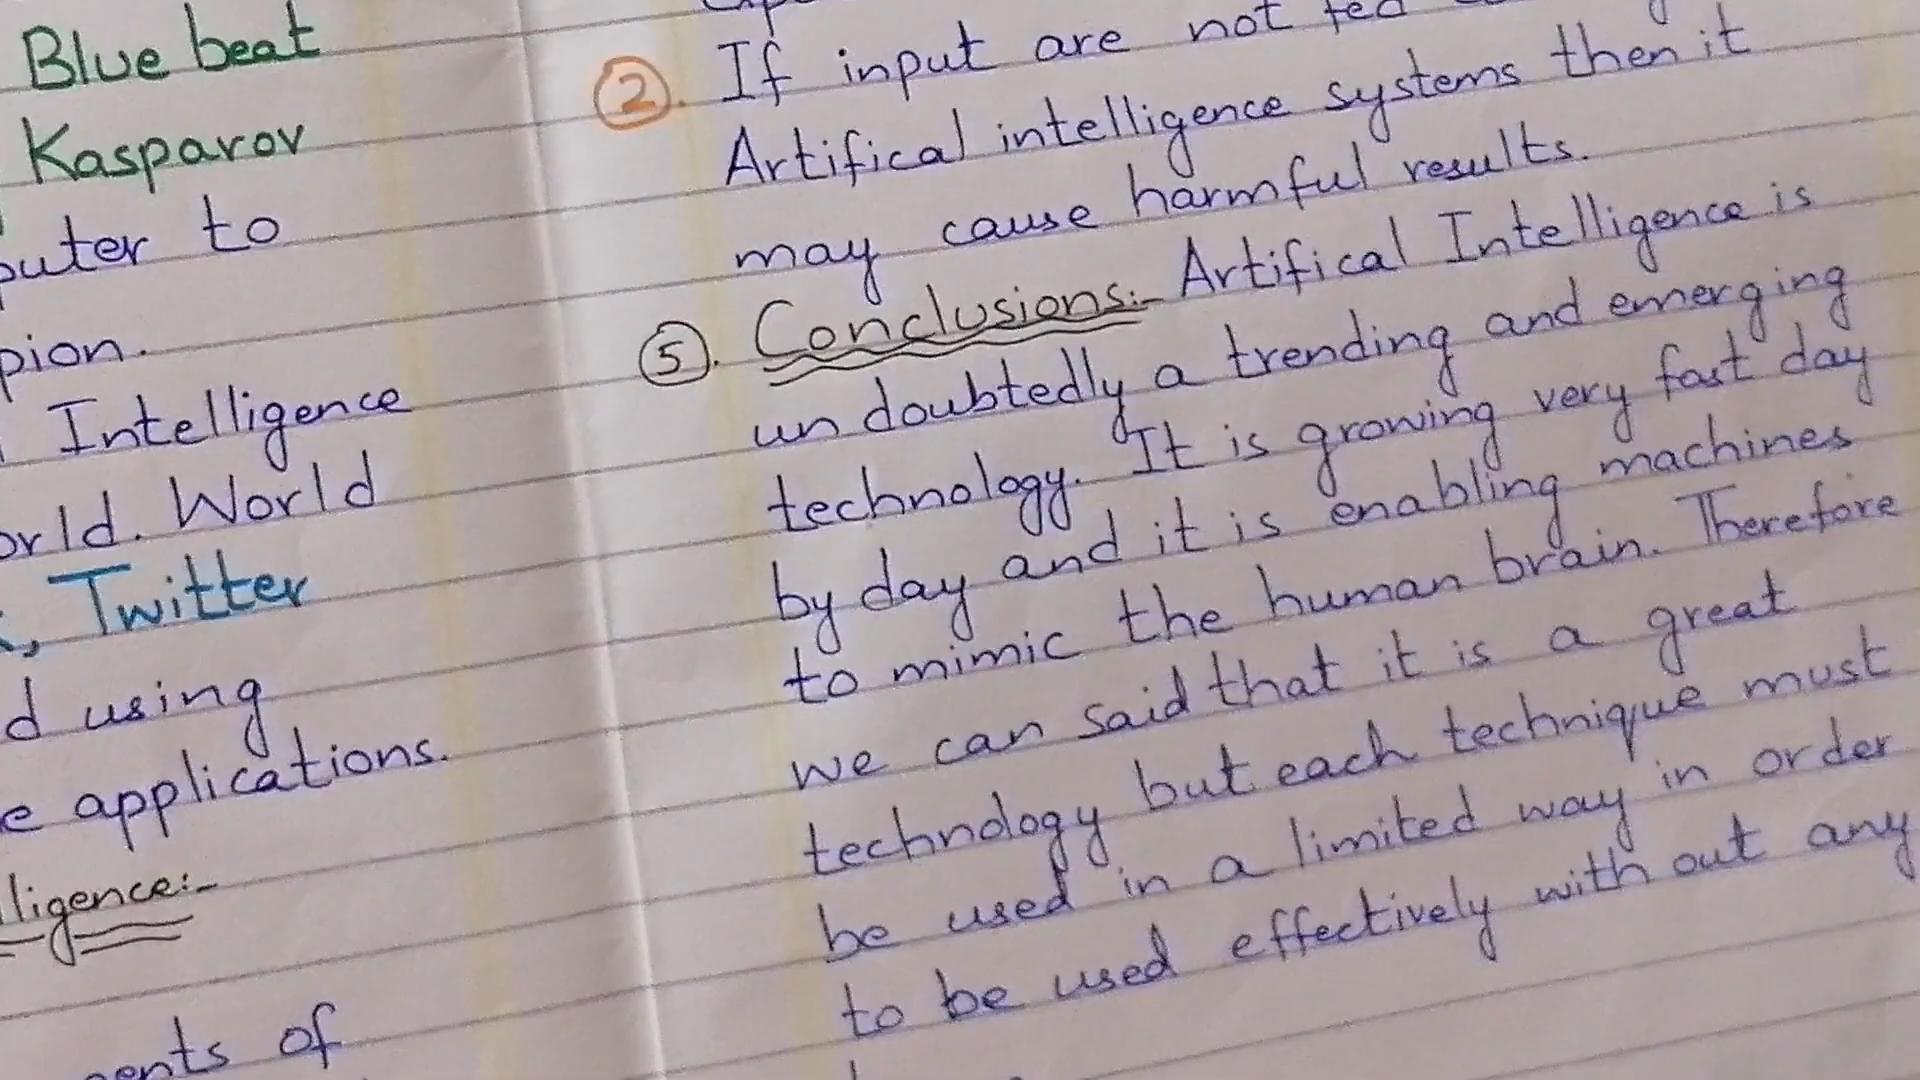 Blue beat
Kasparov
puter to
pion.
Intelligence
orld. World
, Twitter
d using
e applications.
lligence:-
ents of
2. If input are not fed
Artifical intelligence systems then it
may cause harmful results.
5. Conclusions:- Artifical Intelligence is
un doubtedly a trending and emerging
technology. It is growing very fast day
by day and it is enabling machines
to mimic the human brain. Therefore
we can said that it is a great
technology but each technique must
be used in a limited way in order
to be used effectively with out any